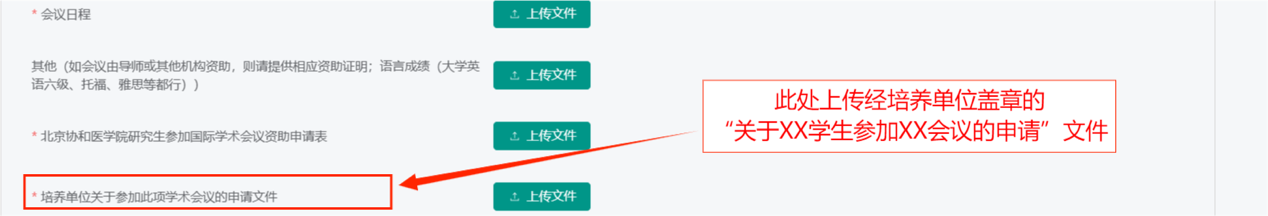 * 会议日程
上传文件
其他（如会议由导师或其他机构资助，则请提供相应资助证明；语言成绩（大学英
语六级、托福、雅思等都行））
上传文件
* 北京协和医学院研究生参加国际学术会议资助申请表
上传文件
* 培养单位关于参加此项学术会议的申请文件
上传文件
此处上传经培养单位盖章的
“关于XX学生参加XX会议的申请”文件